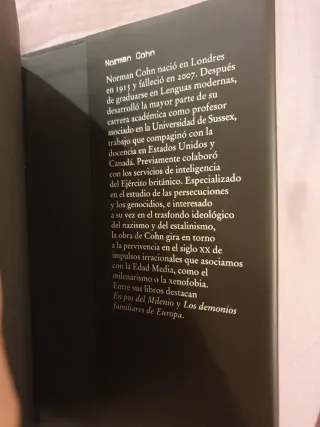 Norman Cohn
Norman Cohn nació en Londres
en 1915 y falleció en 2007. Después
de graduarse en Lenguas modernas,
desarrolló la mayor parte de su
carrera académica como profesor
asociado en la Universidad de Sussex,
trabajo que compaginó con la
docencia en Estados Unidos y
Canadá. Previamente colaboró
con los servicios de inteligencia
del Ejército británico. Especializado
en el estudio de las persecuciones
y los genocidios, e interesado
a su vez en el trasfondo ideológico
del nazismo y del estalinismo,
la obra de Cohn gira en torno
a la pervivencia en el siglo XX de
impulsos irracionales que asociamos
con la Edad Media, como el
milenarismo o la xenofobia.
Entre sus libros destacan
En pos del Milenio y Los demonios
familiares de Europa.